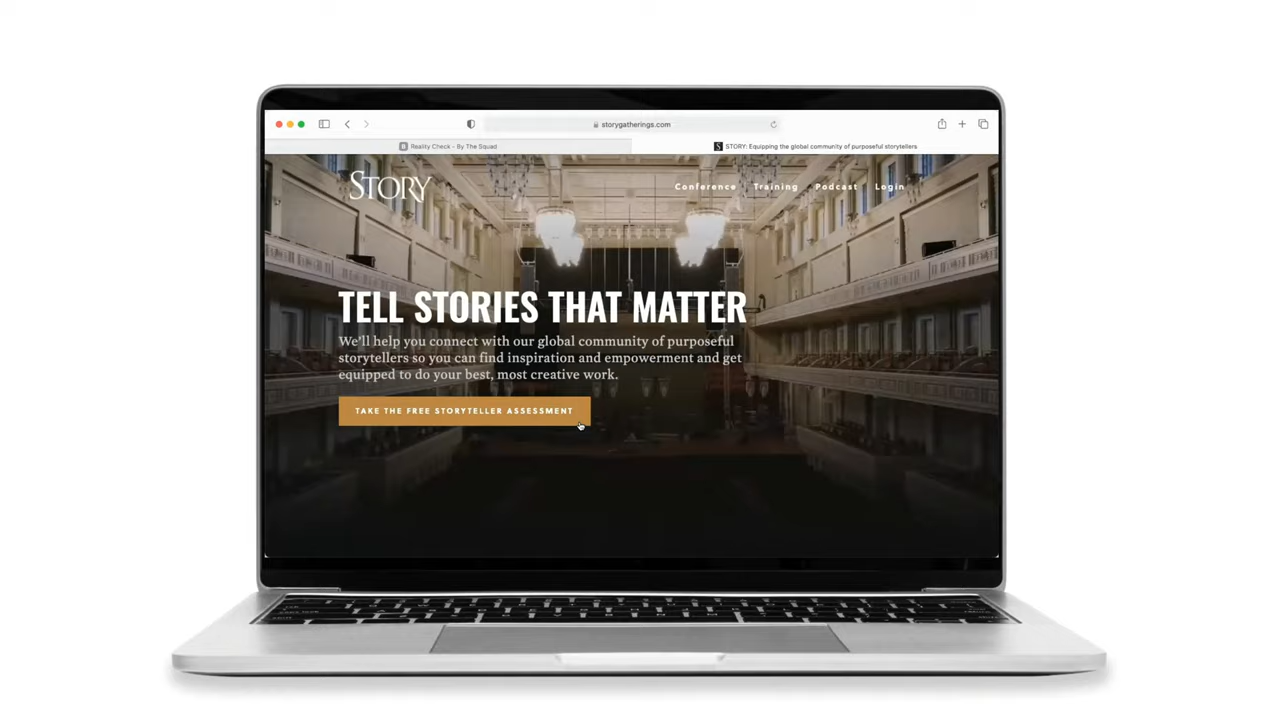 storygatherings.com
Reality Check - By The Squad
STORY: Equipping the global community of purposeful storytellers
STORY
Conference Training Podcast Login
TELL STORIES THAT MATTER
We'll help you connect with our global community of purposeful
storytellers so you can find inspiration and empowerment and get
equipped to do your best, most creative work.
TAKE THE FREE STORYTELLER ASSESSMENT